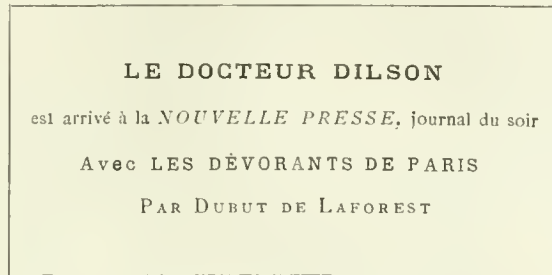 LE DOCTEUR DILSON
est arrivé à la NOUVELLE PRESSE, journal du soir
Avec LES DÉVORANTS DE PARIS
PAR DUBUT DE LAFOREST